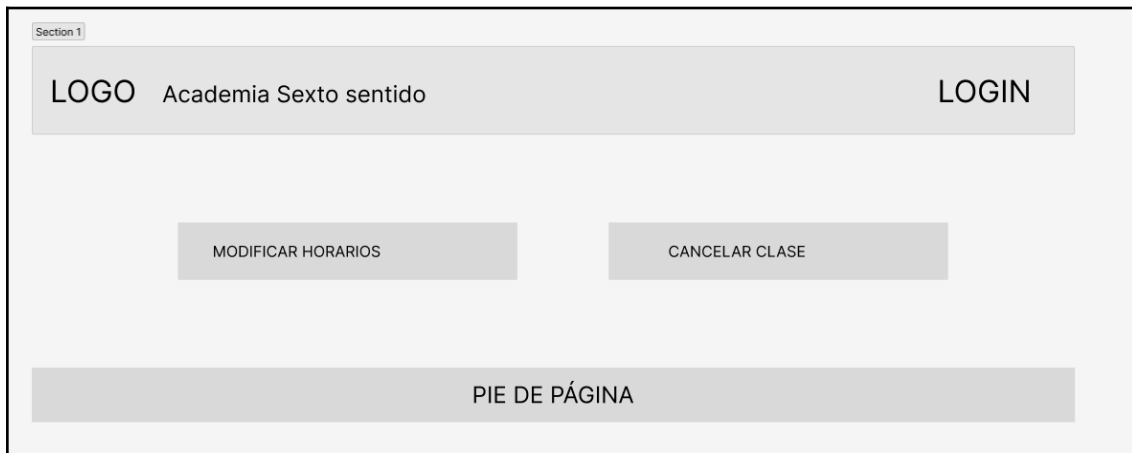 Section 1
LOGO Academia Sexto sentido LOGIN
MODIFICAR HORARIOS CANCELAR CLASE
PIE DE PÁGINA